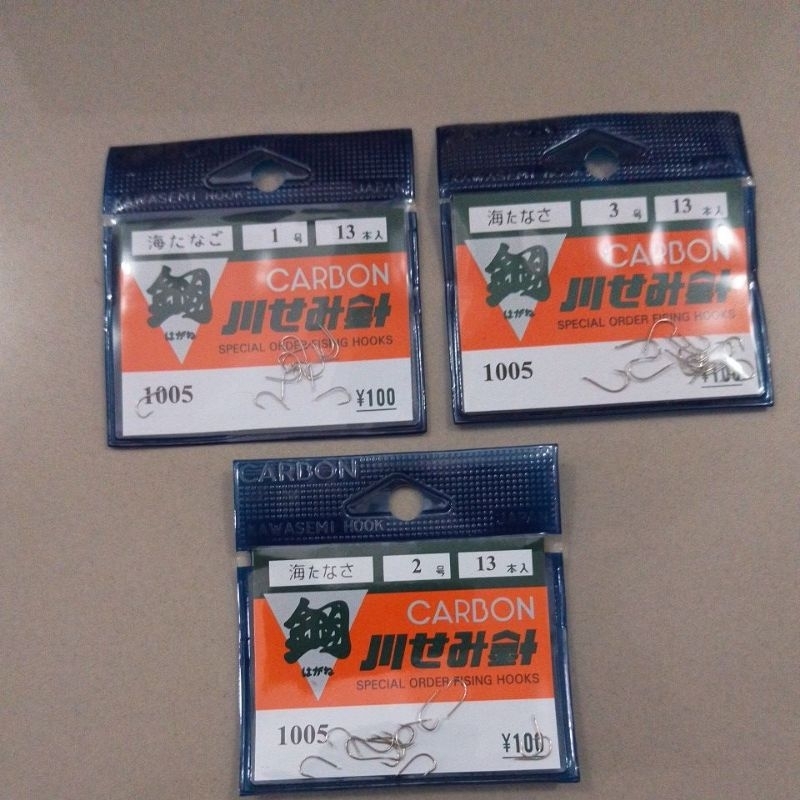 KAWASEMI HOOK JAPAN
海たなご 1号 13本入
CARBON
鋼
はがね
川せみ針
SPECIAL ORDER FISING HOOKS
1005
¥100
KAWASEMI HOOK
海たなさ 3号 13本入
CARBON
鋼
はがね
川せみ針
SPECIAL ORDER FISING HOOKS
1005
¥100
CARBON
KAWASEMI HOOK
海たなさ 2号 13本入
CARBON
鋼
はがね
川せみ針
SPECIAL ORDER FISING HOOKS
1005
¥100